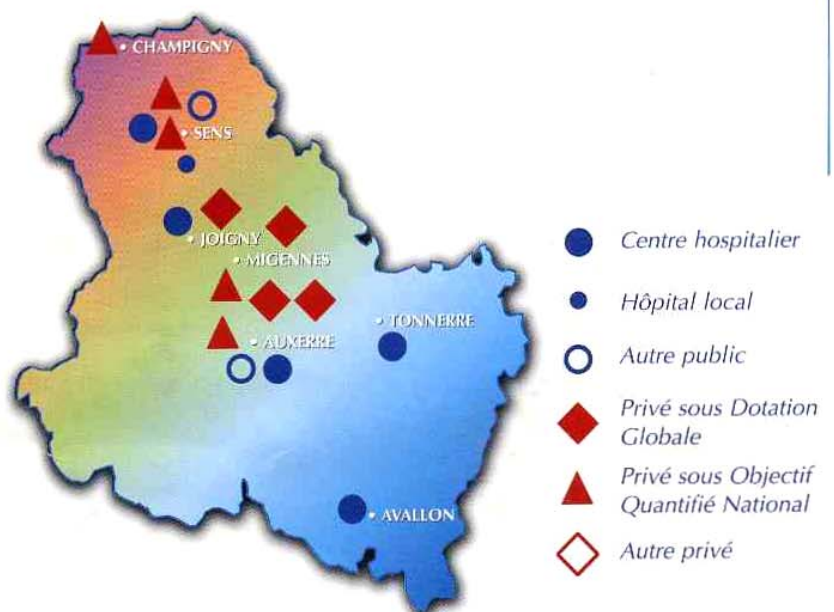 CHAMPIGNY
SENS
JOIGNY
MIGENNES
TONNERRE
AUXERRE
AVALLON
Centre hospitalier
Hôpital local
Autre public
Privé sous Dotation
Globale
Privé sous Objectif
Quantifié National
Autre privé